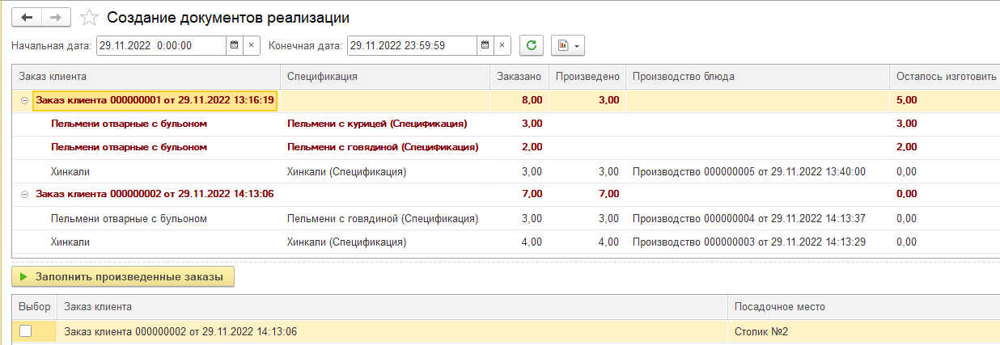 Создание документов реализации
Начальная дата: 29.11.2022 0:00:00 Конечная дата: 29.11.2022 23:59:59
Заказ клиента Спецификация Заказано Произведено Производство блюда Осталось изготовить
Заказ клиента 000000001 от 29.11.2022 13:16:19 8,00 3,00 5,00
Пельмени отварные с бульоном Пельмени с курицей (Спецификация) 3,00 3,00
Пельмени отварные с бульоном Пельмени с говядиной (Спецификация) 2,00 2,00
Хинкали Хинкали (Спецификация) 3,00 3,00 Производство 000000005 от 29.11.2022 13:40:00 0,00
Заказ клиента 000000002 от 29.11.2022 14:13:06 7,00 7,00 0,00
Пельмени отварные с бульоном Пельмени с говядиной (Спецификация) 3,00 3,00 Производство 000000004 от 29.11.2022 14:13:37 0,00
Хинкали Хинкали (Спецификация) 4,00 4,00 Производство 000000003 от 29.11.2022 14:13:29 0,00
Заполнить произведенные заказы
Выбор Заказ клиента Посадочное место
Заказ клиента 000000002 от 29.11.2022 14:13:06 Столик №2